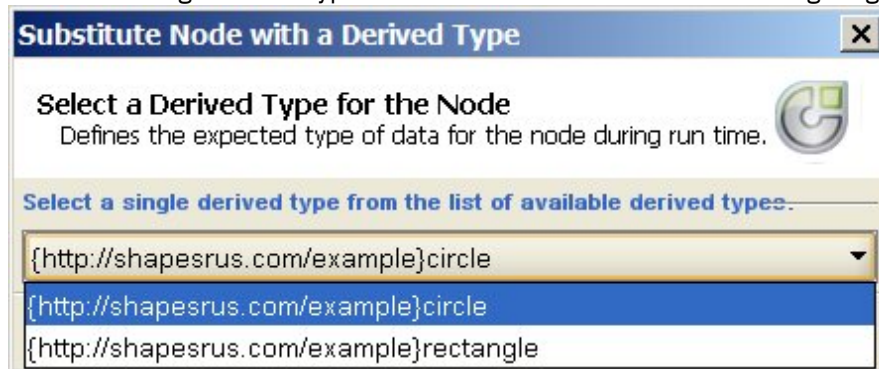 Substitute Node with a Derived Type
Select a Derived Type for the Node
Defines the expected type of data for the node during run time.
Select a single derived type from the list of available derived types.
{http://shapesrus.com/example}circle
{http://shapesrus.com/example}circle
{http://shapesrus.com/example}rectangle